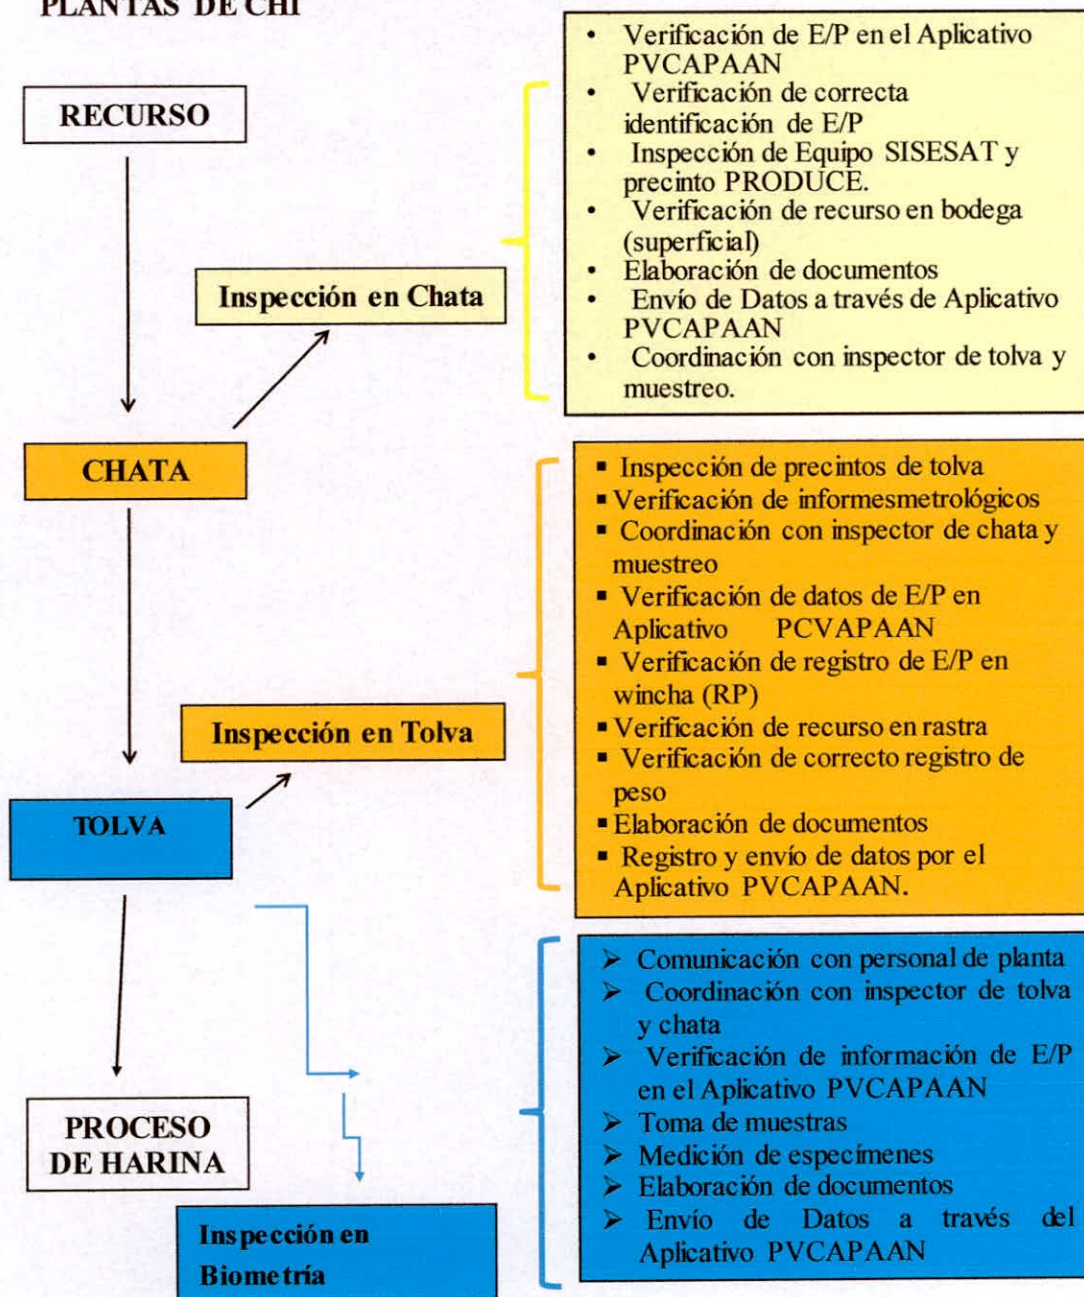 PLANTAS DE CHI
RECURSO
Inspección en Chata
• Verificación de E/P en el Aplicativo
PVCAPAAN
• Verificación de correcta
identificación de E/P
• Inspección de Equipo SISESAT y
precinto PRODUCE.
• Verificación de recurso en bodega
(superficial)
• Elaboración de documentos
• Envío de Datos a través de Aplicativo
PVCAPAAN
• Coordinación con inspector de tolva y
muestreo.
CHATA
Inspección en Tolva
▪ Inspección de precintos de tolva
▪ Verificación de informesmetrológicos
▪ Coordinación con inspector de chata y
muestreo
▪ Verificación de datos de E/P en
Aplicativo PCVAPAAN
▪ Verificación de registro de E/P en
wincha (RP)
▪ Verificación de recurso en rastra
▪ Verificación de correcto registro de
peso
▪ Elaboración de documentos
▪ Registro y envío de datos por el
Aplicativo PVCAPAAN.
TOLVA
PROCESO
DE HARINA
Inspección en
Biometría
➢ Comunicación con personal de planta
➢ Coordinación con inspector de tolva
y chata
➢ Verificación de información de E/P
en el Aplicativo PVCAPAAN
➢ Toma de muestras
➢ Medición de especímenes
➢ Elaboración de documentos
➢ Envío de Datos a través del
Aplicativo PVCAPAAN